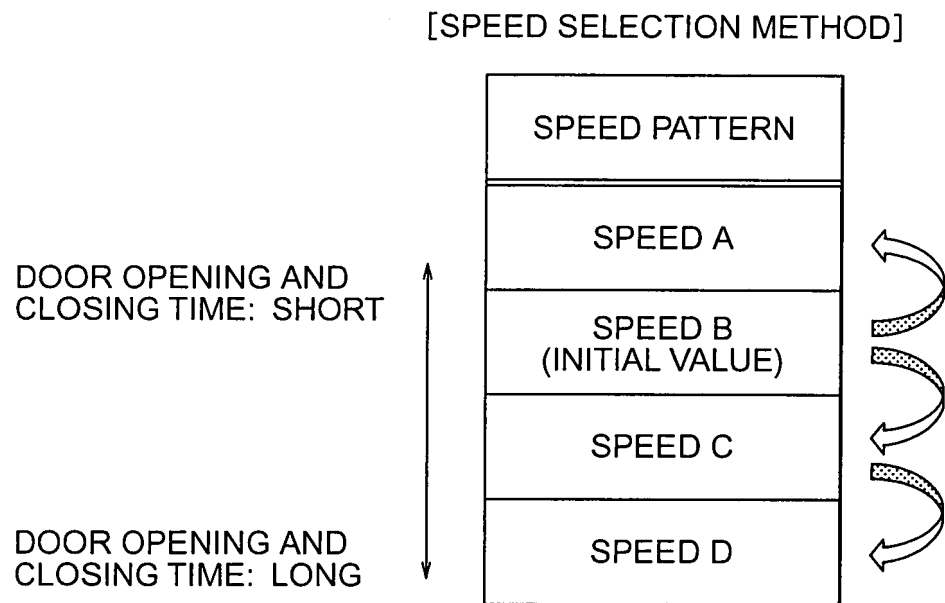 [SPEED SELECTION METHOD]
SPEED PATTERN
SPEED A
DOOR OPENING AND
CLOSING TIME: SHORT
SPEED B
(INITIAL VALUE)
SPEED C
DOOR OPENING AND
CLOSING TIME: LONG
SPEED D